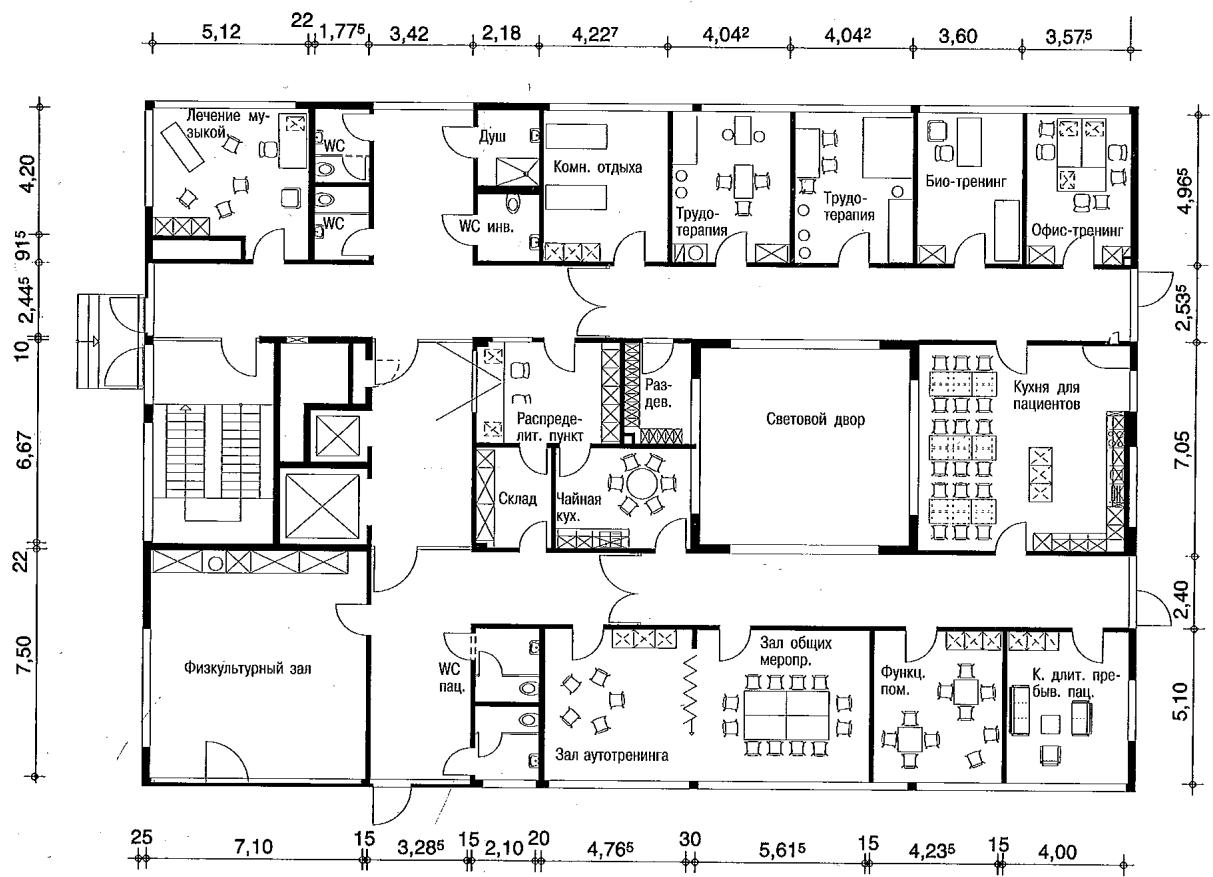 5,12
22
1,77⁵
3,42
2,18
4,22⁷
4,04²
4,04²
3,60
3,57⁵
4,20
91⁵
2,44⁵
10
6,67
22
7,50
Лечение му-
зыкой
WC
WC
Душ
WC инв.
Комн. отдыха
Трудо-
терапия
Трудо-
терапия
Био-тренинг
Офис-тренинг
4,96⁵
2,53⁵
7,05
2,40
5,10
Распреде-
лит. пункт
Раз-
дев.
Световой двор
Кухня для
пациентов
Склад
Чайная
кух.
Физкультурный зал
WC
пац.
Зал аутотренинга
Зал общих
меропр.
Функц.
пом.
К. длит. пре-
быв. пац.
25
7,10
15
3,28⁵
15
2,10
20
4,76⁵
30
5,61⁵
15
4,23⁵
15
4,00